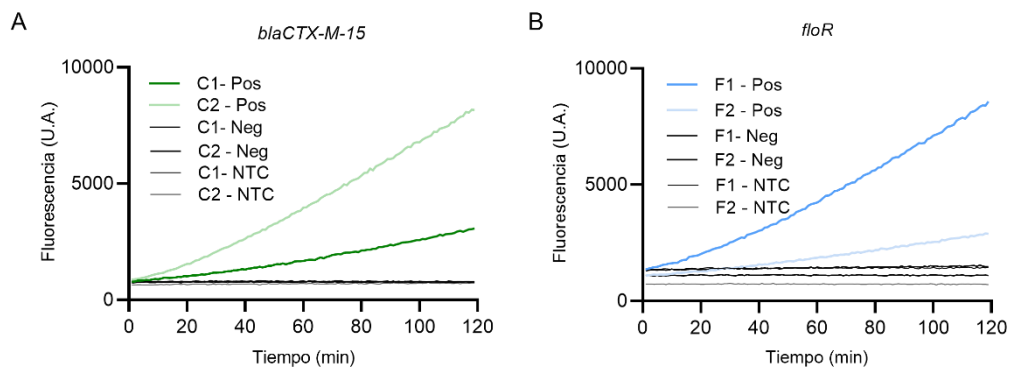 A
blaCTX-M-15
10000
5000
0
Fluorescencia (U.A.)
C1- Pos
C2 - Pos
C1- Neg
C2 - Neg
C1- NTC
C2 - NTC
0 20 40 60 80 100 120
Tiempo (min)
B
floR
10000
5000
0
Fluorescencia (U.A.)
F1 - Pos
F2 - Pos
F1- Neg
F2 - Neg
F1 - NTC
F2 - NTC
0 20 40 60 80 100 120
Tiempo (min)